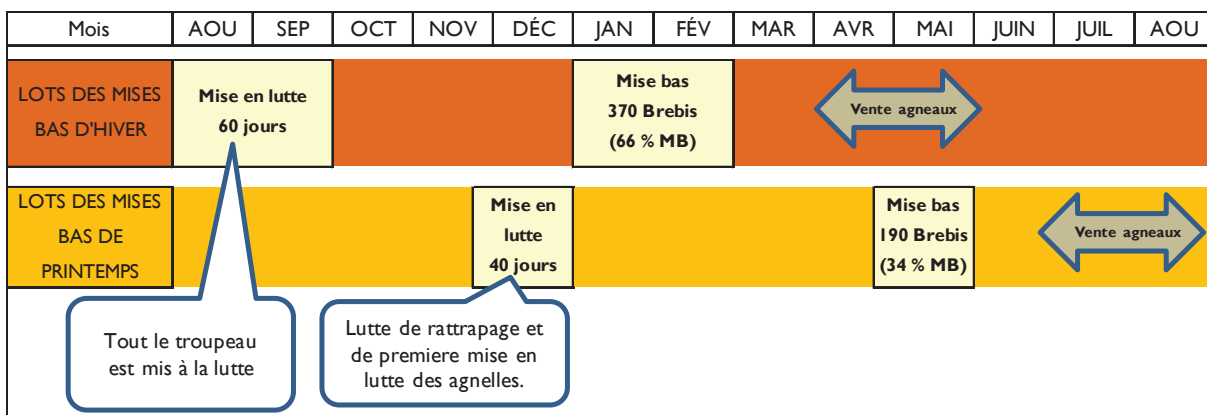 Mois AOU SEP OCT NOV DÉC JAN FÉV MAR AVR MAI JUIN JUIL AOU
LOTS DES MISES
BAS D'HIVER
Mise en lutte
60 jours
Mise bas
370 Brebis
(66 % MB)
Vente agneaux
LOTS DES MISES
BAS DE
PRINTEMPS
Mise en
lutte
40 jours
Mise bas
190 Brebis
(34 % MB)
Vente agneaux
Tout le troupeau
est mis à la lutte
Lutte de rattrapage et
de premiere mise en
lutte des agnelles.